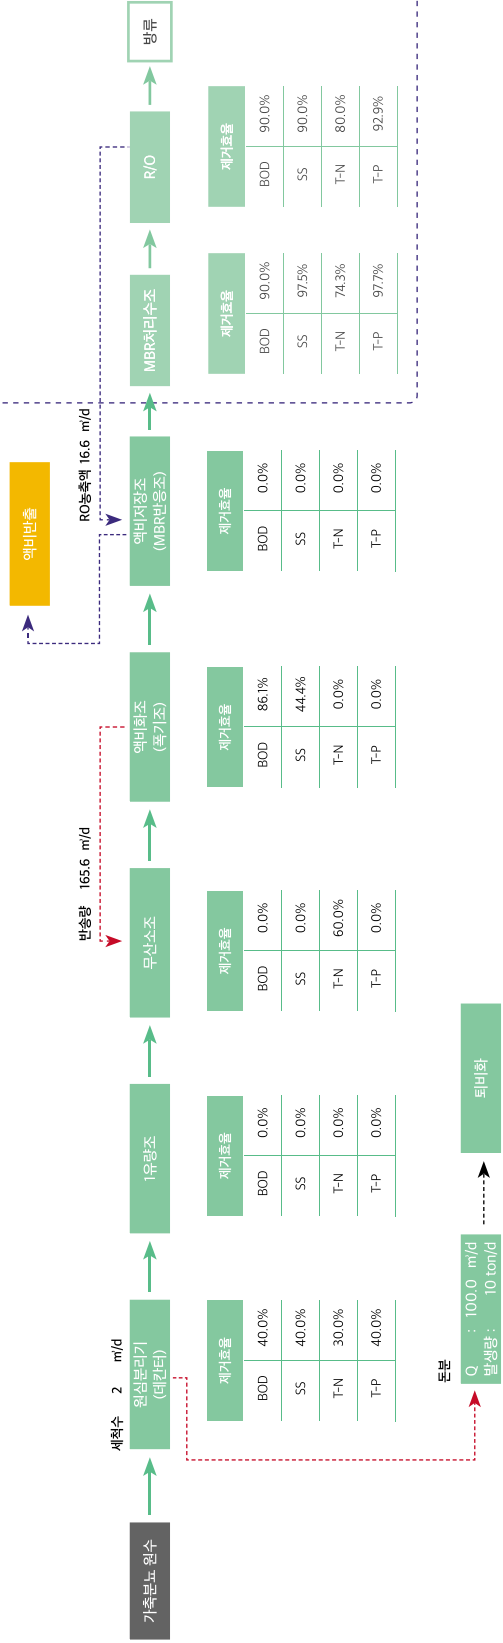 가축분뇨 원수
세척수 2 m³/d
원심분리기
(데칸터)
제거효율
BOD 40.0%
SS 40.0%
T-N 30.0%
T-P 40.0%
돈분
Q : 100.0 m³/d
발생량 : 10 ton/d
퇴비화
1유량조
제거효율
BOD 0.0%
SS 0.0%
T-N 0.0%
T-P 0.0%
무산소조
제거효율
BOD 0.0%
SS 0.0%
T-N 60.0%
T-P 0.0%
반송량 165.6 m³/d
액비화조
(폭기조)
제거효율
BOD 86.1%
SS 44.4%
T-N 0.0%
T-P 0.0%
액비반출
RO농축액 16.6 m³/d
액비저장조
(MBR반응조)
제거효율
BOD 0.0%
SS 0.0%
T-N 0.0%
T-P 0.0%
MBR처리수조
제거효율
BOD 90.0%
SS 97.5%
T-N 74.3%
T-P 97.7%
R/O
제거효율
BOD 90.0%
SS 90.0%
T-N 80.0%
T-P 92.9%
방류